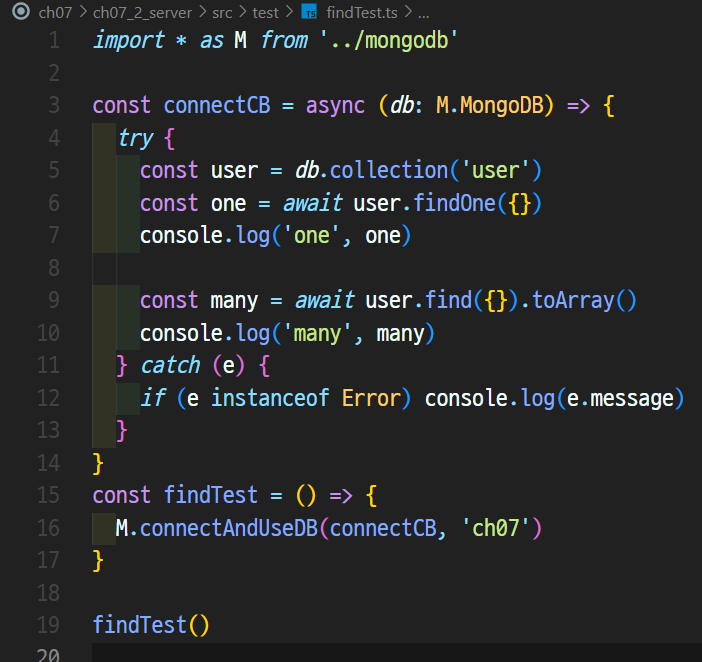 ch07 > ch07_2_server > src > test > TS findTest.ts > ...
1 import * as M from '../mongodb'
2
3 const connectCB = async (db: M.MongoDB) => {
4   try {
5     const user = db.collection('user')
6     const one = await user.findOne({})
7     console.log('one', one)
8
9     const many = await user.find({}).toArray()
10     console.log('many', many)
11   } catch (e) {
12     if (e instanceof Error) console.log(e.message)
13   }
14 }
15 const findTest = () => {
16   M.connectAndUseDB(connectCB, 'ch07')
17 }
18
19 findTest()
20